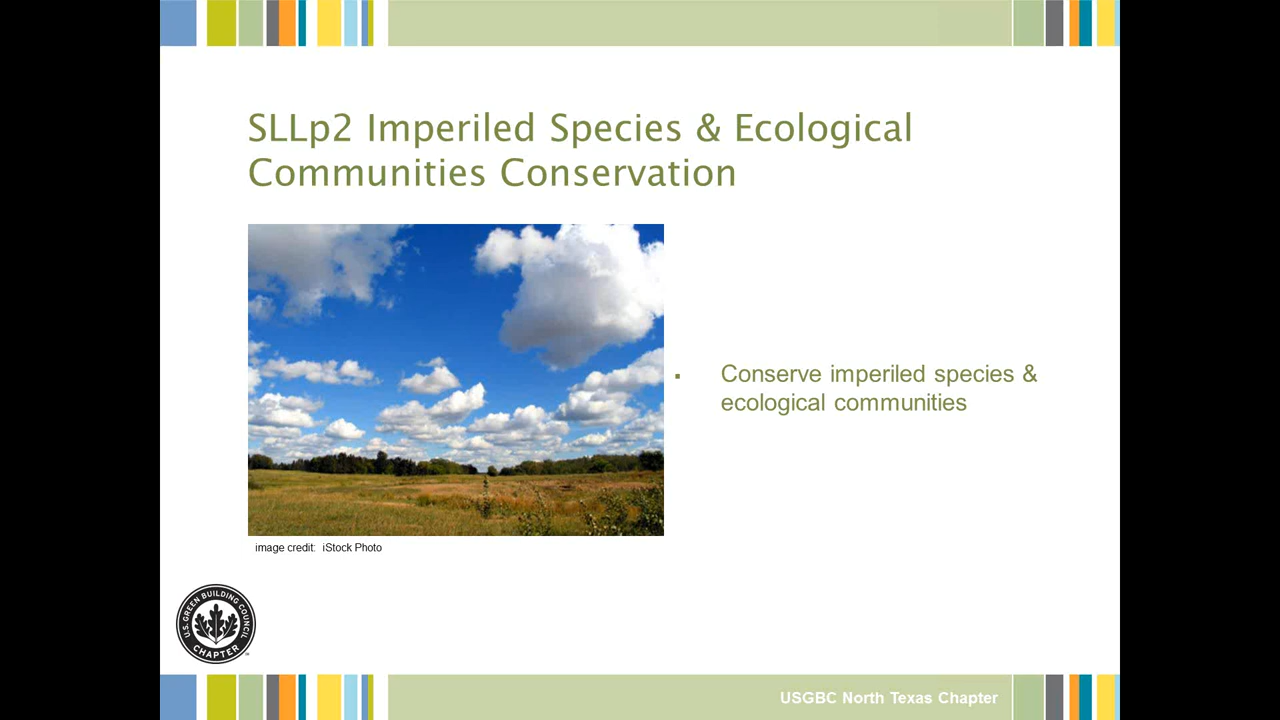 SLLp2 Imperiled Species & Ecological
Communities Conservation
▪ Conserve imperiled species &
ecological communities
image credit: iStock Photo
U.S. GREEN BUILDING COUNCIL
CHAPTER
USGBC North Texas Chapter